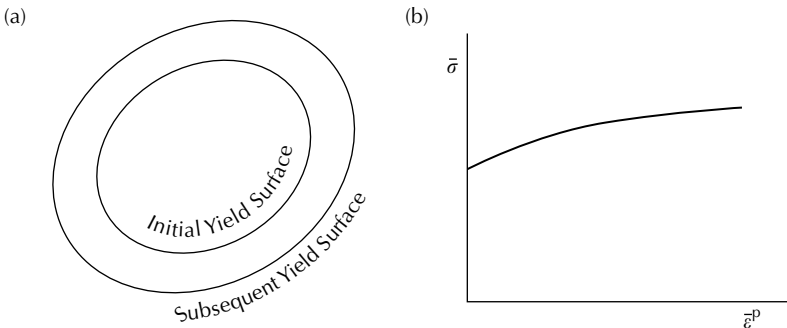 (a)
Initial Yield Surface
Subsequent Yield Surface
(b)
σ̄
ε̄ᵖ